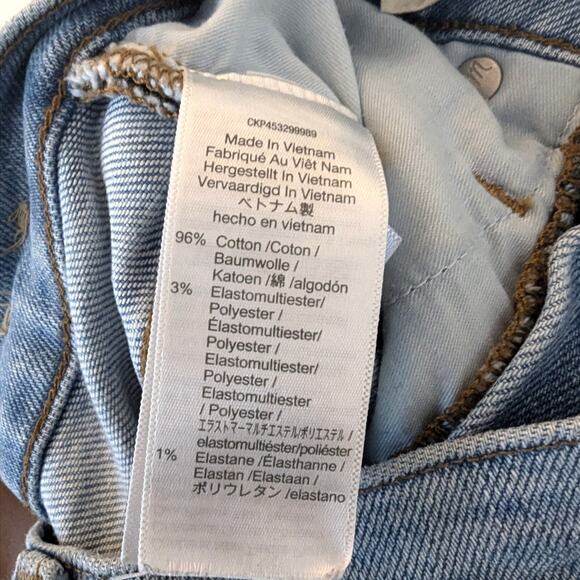 CKP453299989
Made In Vietnam
Fabriqué Au Viêt Nam
Hergestellt In Vietnam
Vervaardigd In Vietnam
ベトナム製
hecho en vietnam
96% Cotton /Coton /
Baumwolle /
Katoen /綿 /algodón
3% Elastomultiester/
Polyester /
Élastomultiester/
Polyester /
Elastomultiester/
Polyester /
Elastomultiester
/ Polyester /
エラストマーマルチエステル/ポリエステル /
elastomultiéster/poliéster
1% Elastane /Élasthanne /
Elastan /Elastaan /
ポリウレタン /elastano